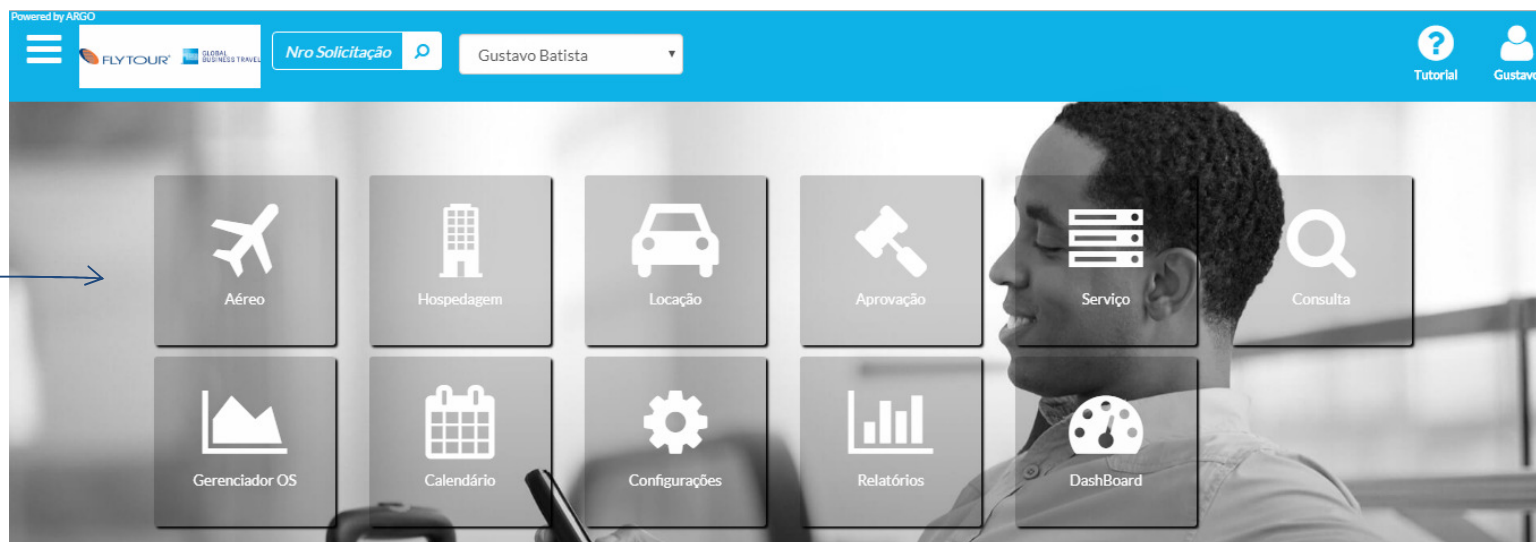 Powered by ARGO
FLYTOUR
GLOBAL
BUSINESS TRAVEL
Nro Solicitação
Gustavo Batista
Tutorial
Gustavo
Aéreo
Hospedagem
Locação
Aprovação
Serviço
Consulta
Gerenciador OS
Calendário
Configurações
Relatórios
DashBoard